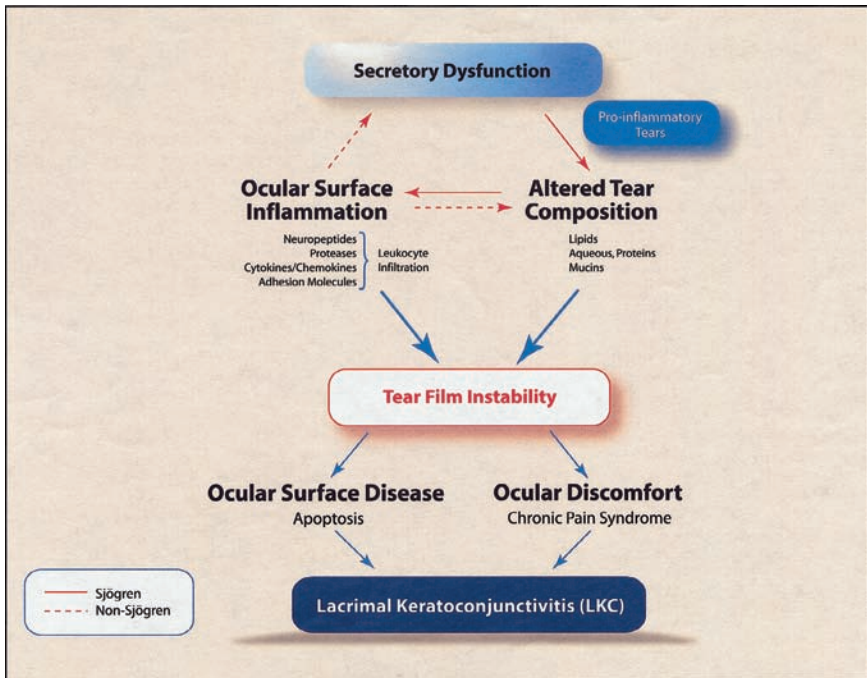 Secretory Dysfunction
Pro-inflammatory
Tears
Ocular Surface
Inflammation
Neuropeptides
Proteases
Cytokines/Chemokines
Adhesion Molecules
Leukocyte
Infiltration
Altered Tear
Composition
Lipids
Aqueous, Proteins
Mucins
Tear Film Instability
Ocular Surface Disease
Apoptosis
Ocular Discomfort
Chronic Pain Syndrome
Sjögren
Non-Sjögren
Lacrimal Keratoconjunctivitis (LKC)